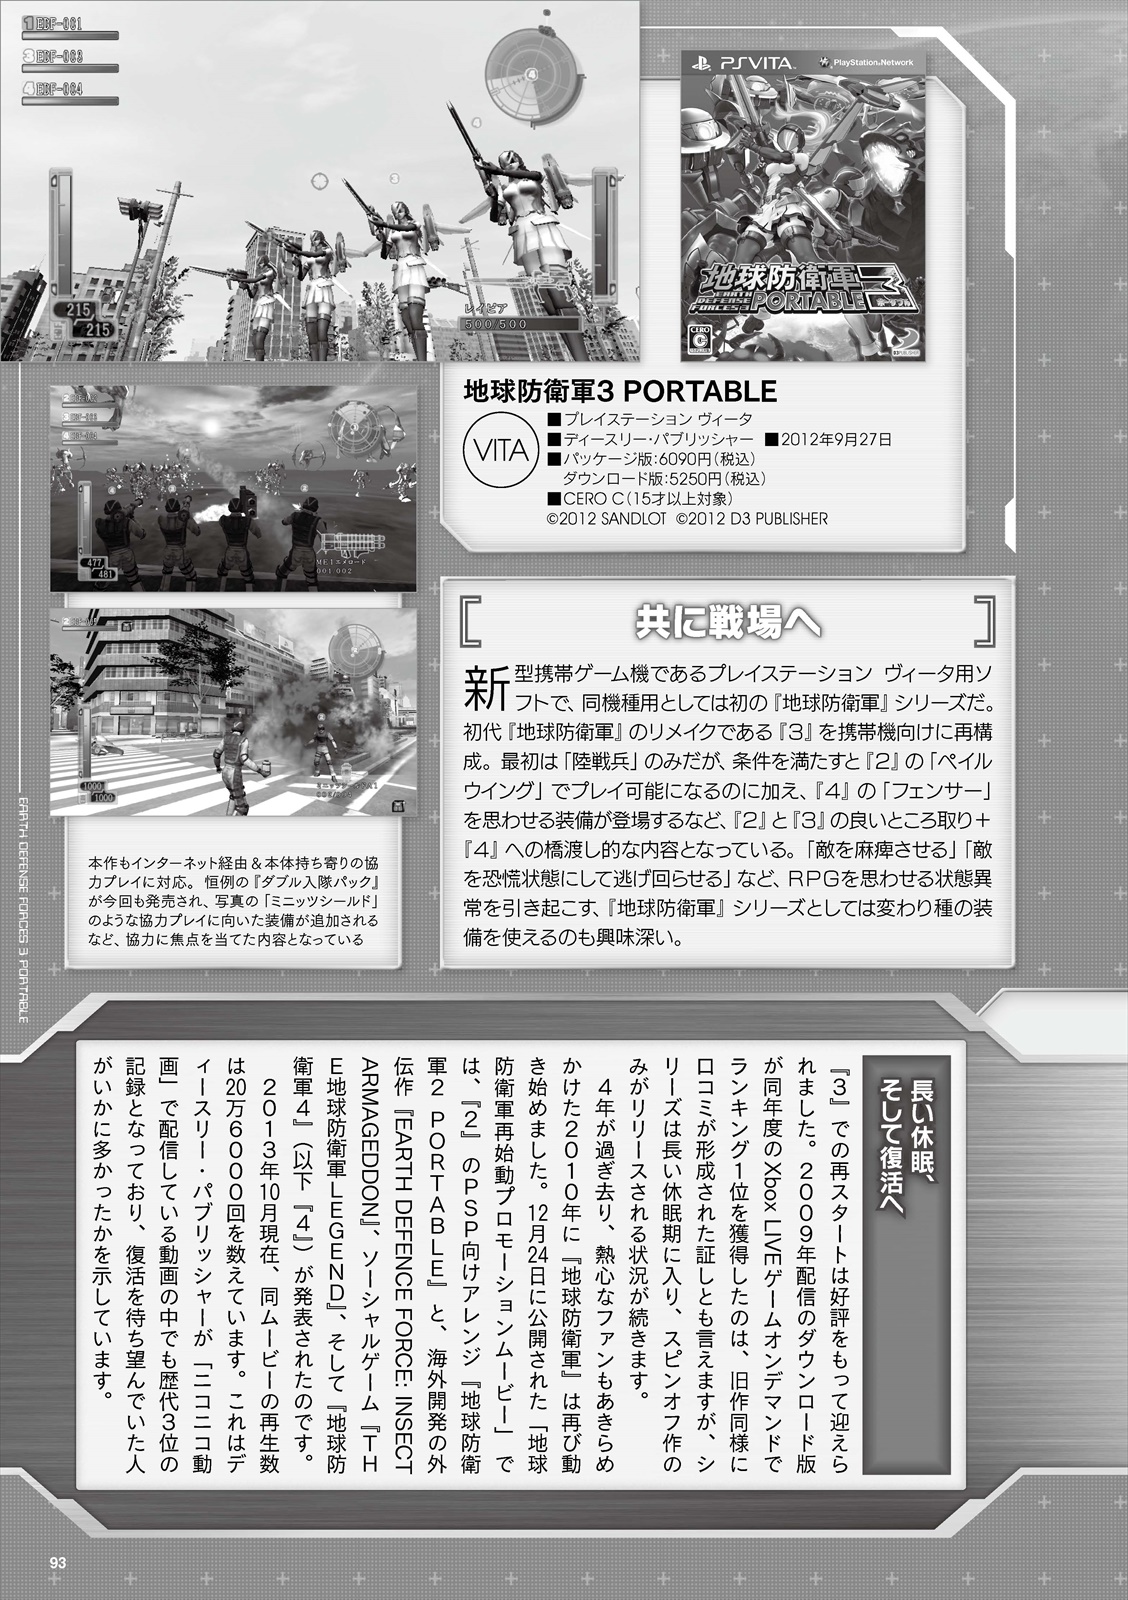 1 EDF-061
3 EDF-063
4 EDF-064
4
4
3
215
215
レイピア
500/500
PSVITA
PlayStation Network
地球防衛軍3
EARTH DEFENSE FORCES 3 PORTABLE
ポータブル
CERO
C
D3 PUBLISHER
477
481
ME1エメロード
001.002
1000
1000
地球防衛軍3 PORTABLE
VITA
■プレイステーション ヴィータ
■ディースリー・パブリッシャー ■2012年9月27日
■パッケージ版:6090円(税込)
ダウンロード版:5250円(税込)
■CERO C(15才以上対象)
©2012 SANDLOT ©2012 D3 PUBLISHER
共に戦場へ
新型携帯ゲーム機であるプレイステーション ヴィータ用ソ
フトで、同機種用としては初の『地球防衛軍』シリーズだ。
初代『地球防衛軍』のリメイクである『3』を携帯機向けに再構
成。最初は「陸戦兵」のみだが、条件を満たすと『2』の「ペイル
ウイング」でプレイ可能になるのに加え、『4』の「フェンサー」
を思わせる装備が登場するなど、『2』と『3』の良いところ取り＋
『4』への橋渡し的な内容となっている。「敵を麻痺させる」「敵
を恐慌状態にして逃げ回らせる」など、RPGを思わせる状態異
常を引き起こす、『地球防衛軍』シリーズとしては変わり種の装
備を使えるのも興味深い。
本作もインターネット経由＆本体持ち寄りの協
力プレイに対応。恒例の『ダブル入隊パック』
が今回も発売され、写真の「ミニッツシールド」
のような協力プレイに向いた装備が追加される
など、協力に焦点を当てた内容となっている
EARTH DEFENSE FORCES 3 PORTABLE
長い休眠、
そして復活へ
『3』での再スタートは好評をもって迎えら
れました。2009年配信のダウンロード版
が同年度のXbox LIVEゲームオンデマンドで
ランキング1位を獲得したのは、旧作同様に
口コミが形成された証しとも言えますが、シ
リーズは長い休眠期に入り、スピンオフ作の
みがリリースされる状況が続きます。
4年が過ぎ去り、熱心なファンもあきらめ
かけた2010年に『地球防衛軍』は再び動
き始めました。12月24日に公開された「地球
防衛軍再始動プロモーションムービー」で
は、『2』のPSP向けアレンジ『地球防衛
軍2 PORTABLE』と、海外開発の外
伝作『EARTH DEFENCE FORCE: INSECT
ARMAGEDDON』、ソーシャルゲーム『TH
E地球防衛軍LEGEND』、そして『地球防
衛軍4』(以下『4』)が発表されたのです。
2013年10月現在、同ムービーの再生数
は20万6000回を数えています。これはデ
ィースリー・パブリッシャーが「ニコニコ動
画」で配信している動画の中でも歴代3位の
記録となっており、復活を待ち望んでいた人
がいかに多かったかを示しています。
93